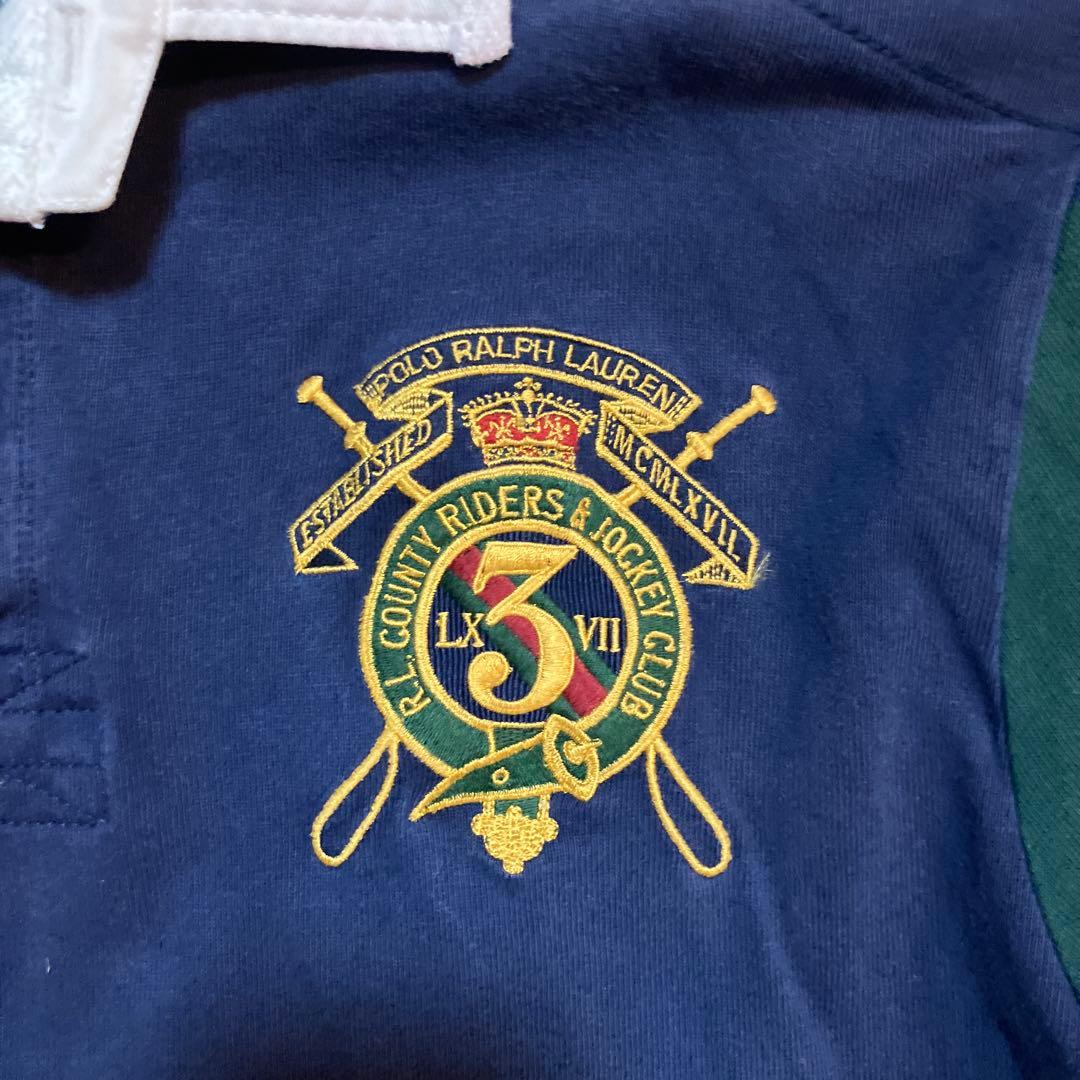 POLO RALPH LAUREN
ESTABLISHED
MCMLXVII.
R.L. COUNTY RIDERS & JOCKEY CLUB
LX 3 VII